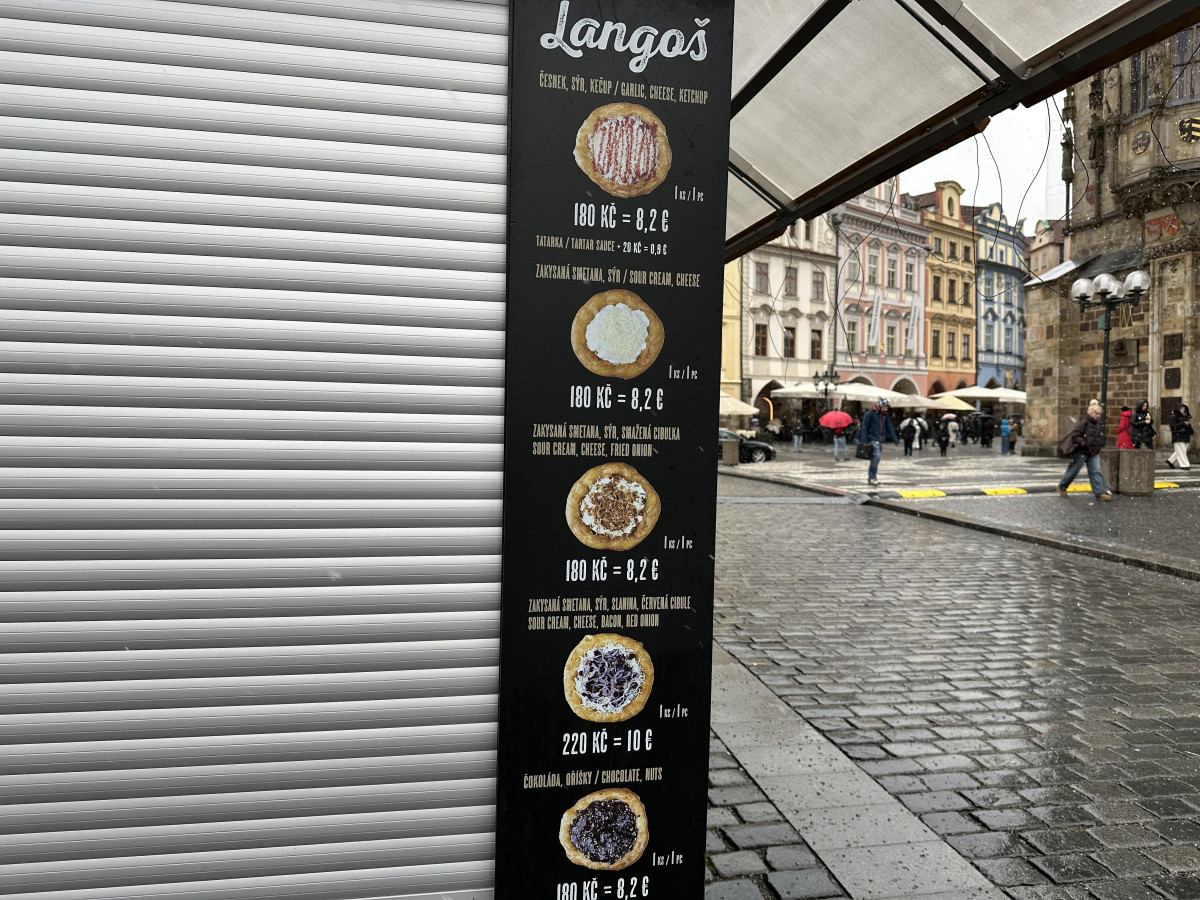 Langoš
ČESNEK, SÝR, KEČUP / GARLIC, CHEESE, KETCHUP
1 KS / 1 PC
180 KČ = 8,2 €
TATARKA / TARTAR SAUCE + 20 KČ = 0,9 €
ZAKYSANÁ SMETANA, SÝR / SOUR CREAM, CHEESE
1 KS / 1 PC
180 KČ = 8,2 €
ZAKYSANÁ SMETANA, SÝR, SMAŽENÁ CIBULKA
SOUR CREAM, CHEESE, FRIED ONION
1 KS / 1 PC
180 KČ = 8,2 €
ZAKYSANÁ SMETANA, SÝR, SLANINA, ČERVENÁ CIBULE
SOUR CREAM, CHEESE, BACON, RED ONION
1 KS / 1 PC
220 KČ = 10 €
ČOKOLÁDA, OŘÍŠKY / CHOCOLATE, NUTS
1 KS / 1 PC
180 KČ = 8,2 €